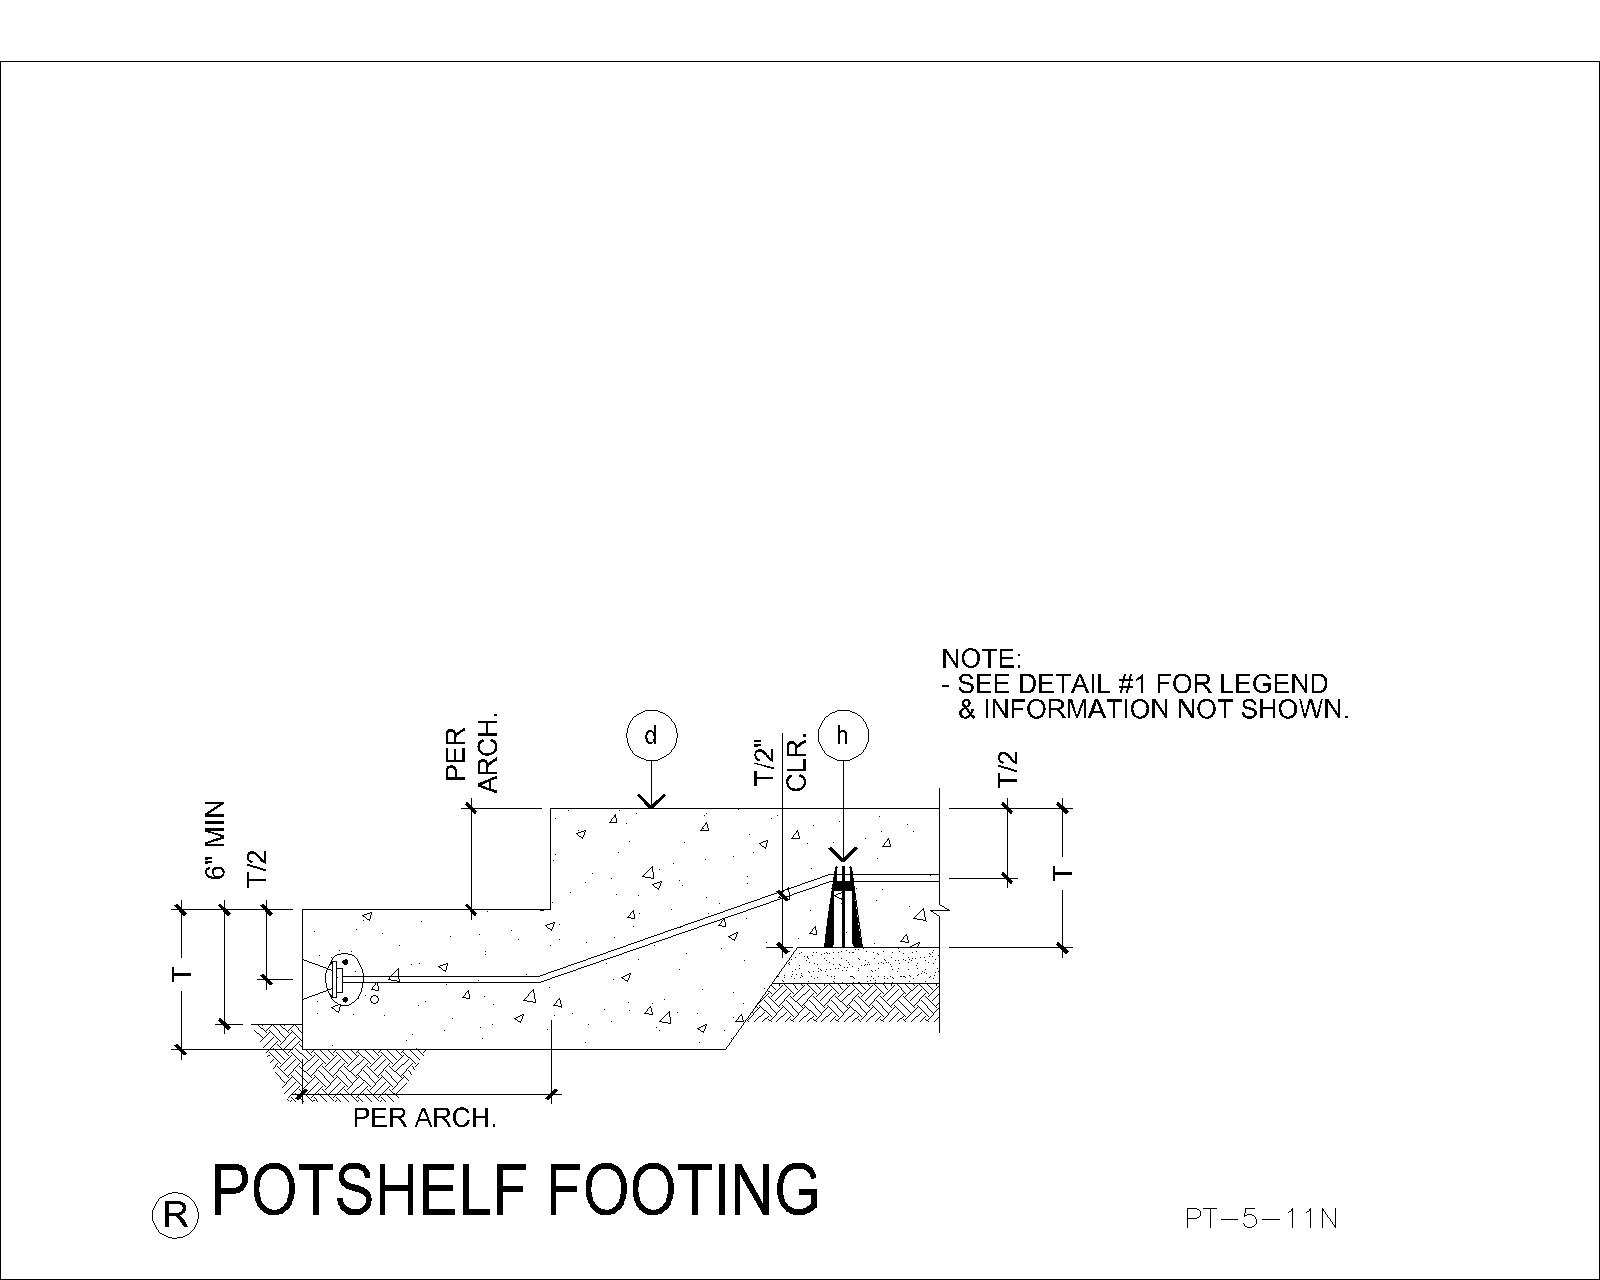 NOTE:
- SEE DETAIL #1 FOR LEGEND
& INFORMATION NOT SHOWN.
PER
ARCH.
d
T/2"
CLR.
h
T/2
6" MIN
T/2
T
T
PER ARCH.
R
POTSHELF FOOTING
PT-5-11N